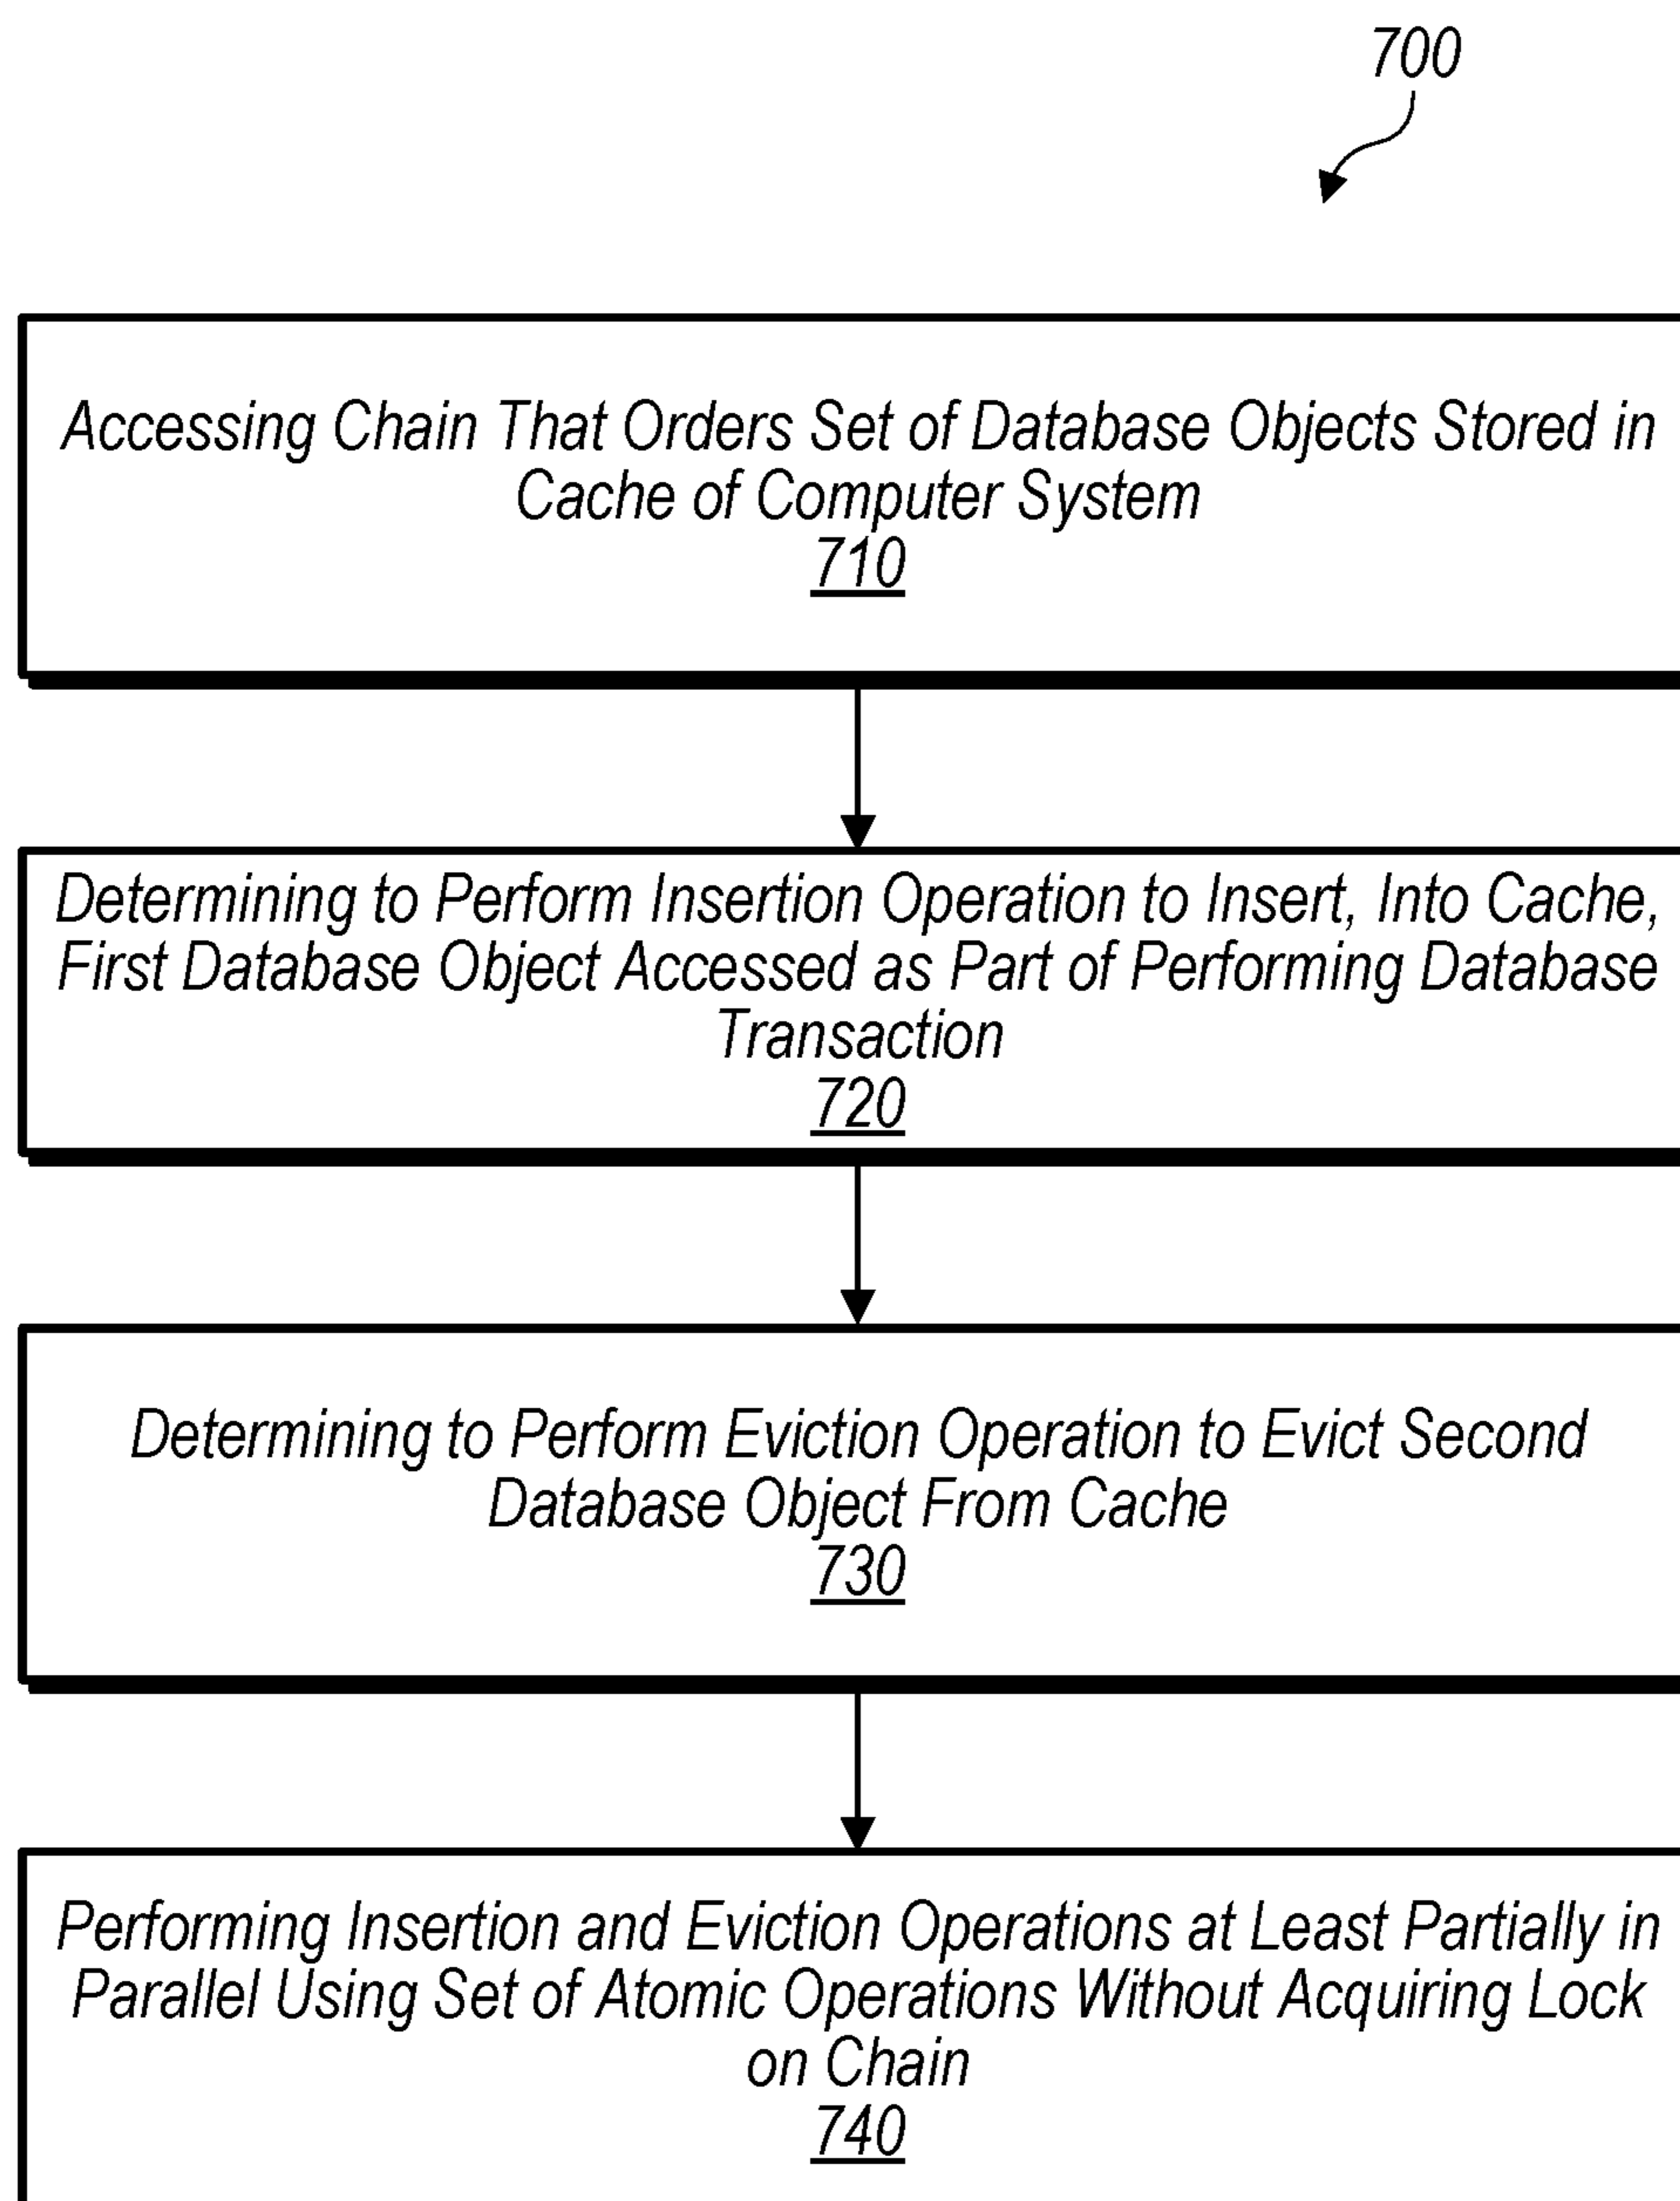 700
Accessing Chain That Orders Set of Database Objects Stored in
Cache of Computer System
710
Determining to Perform Insertion Operation to Insert, Into Cache,
First Database Object Accessed as Part of Performing Database
Transaction
720
Determining to Perform Eviction Operation to Evict Second
Database Object From Cache
730
Performing Insertion and Eviction Operations at Least Partially in
Parallel Using Set of Atomic Operations Without Acquiring Lock
on Chain
740